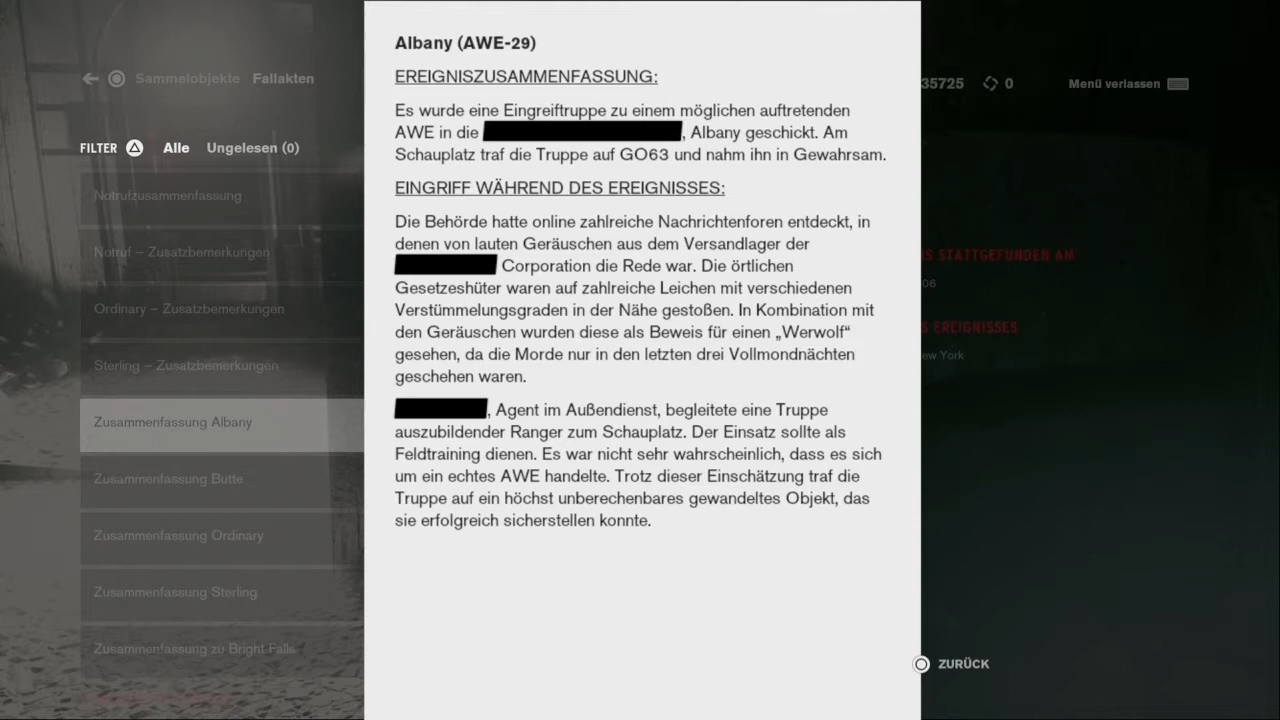 Sammelobjekte Fallakten
35725 0 Menü verlassen
FILTER Alle Ungelesen (0)
Notrufzusammenfassung
Notruf – Zusatzbemerkungen
Ordinary – Zusatzbemerkungen
Sterling – Zusatzbemerkungen
Zusammenfassung Albany
Zusammenfassung Butte
Zusammenfassung Ordinary
Zusammenfassung Sterling
Zusammenfassung zu Bright Falls
Albany (AWE-29)
EREIGNISZUSAMMENFASSUNG:
Es wurde eine Eingreiftruppe zu einem möglichen auftretenden
AWE in die , Albany geschickt. Am
Schauplatz traf die Truppe auf GO63 und nahm ihn in Gewahrsam.
EINGRIFF WÄHREND DES EREIGNISSES:
Die Behörde hatte online zahlreiche Nachrichtenforen entdeckt, in
denen von lauten Geräuschen aus dem Versandlager der
Corporation die Rede war. Die örtlichen
Gesetzeshüter waren auf zahlreiche Leichen mit verschiedenen
Verstümmelungsgraden in der Nähe gestoßen. In Kombination mit
den Geräuschen wurden diese als Beweis für einen „Werwolf“
gesehen, da die Morde nur in den letzten drei Vollmondnächten
geschehen waren.
, Agent im Außendienst, begleitete eine Truppe
auszubildender Ranger zum Schauplatz. Der Einsatz sollte als
Feldtraining dienen. Es war nicht sehr wahrscheinlich, dass es sich
um ein echtes AWE handelte. Trotz dieser Einschätzung traf die
Truppe auf ein höchst unberechenbares gewandeltes Objekt, das
sie erfolgreich sicherstellen konnte.
S STATTGEFUNDEN AM
06
S EREIGNISSES
ew York
ZURÜCK